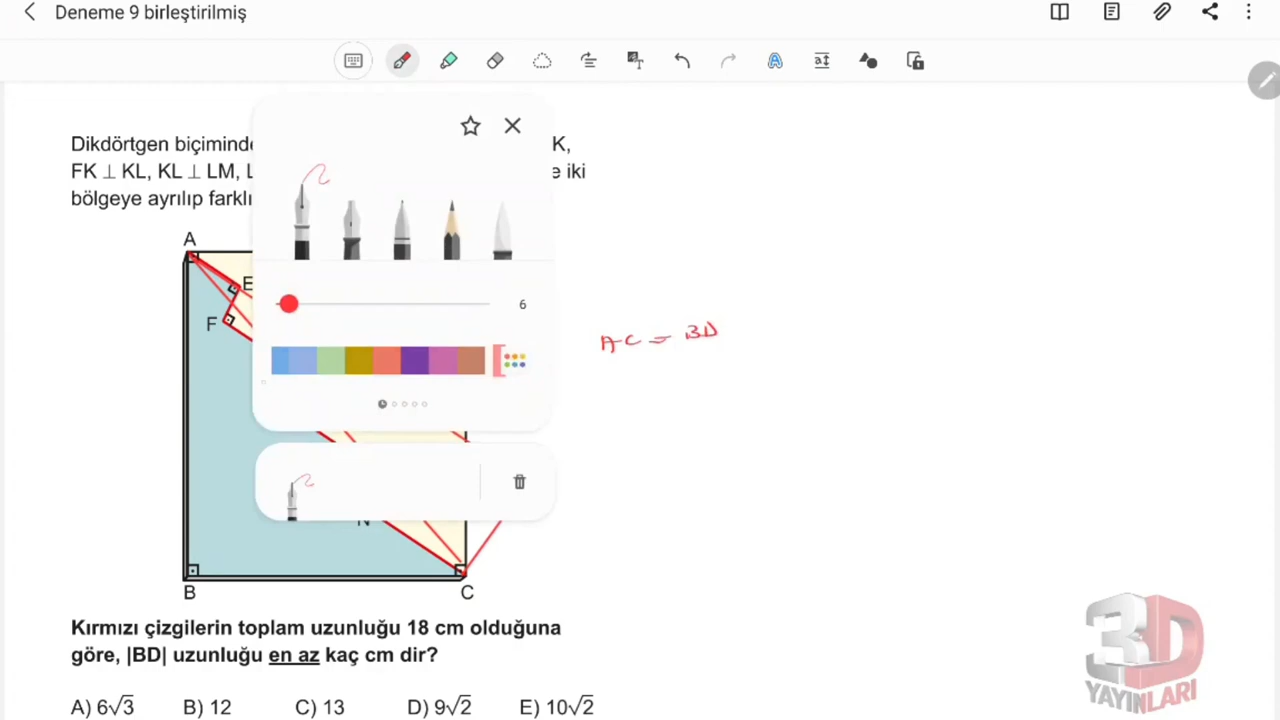 Deneme 9 birleştirilmiş
Dikdörtgen biçiminde K,
FK ⊥ KL, KL ⊥ LM, L e iki
bölgeye ayrılıp farklı
A
E
F
6
AC = BD
N
B
C
Kırmızı çizgilerin toplam uzunluğu 18 cm olduğuna
göre, |BD| uzunluğu en az kaç cm dir?
A) 6√3 B) 12 C) 13 D) 9√2 E) 10√2
3D
YAYINLARI